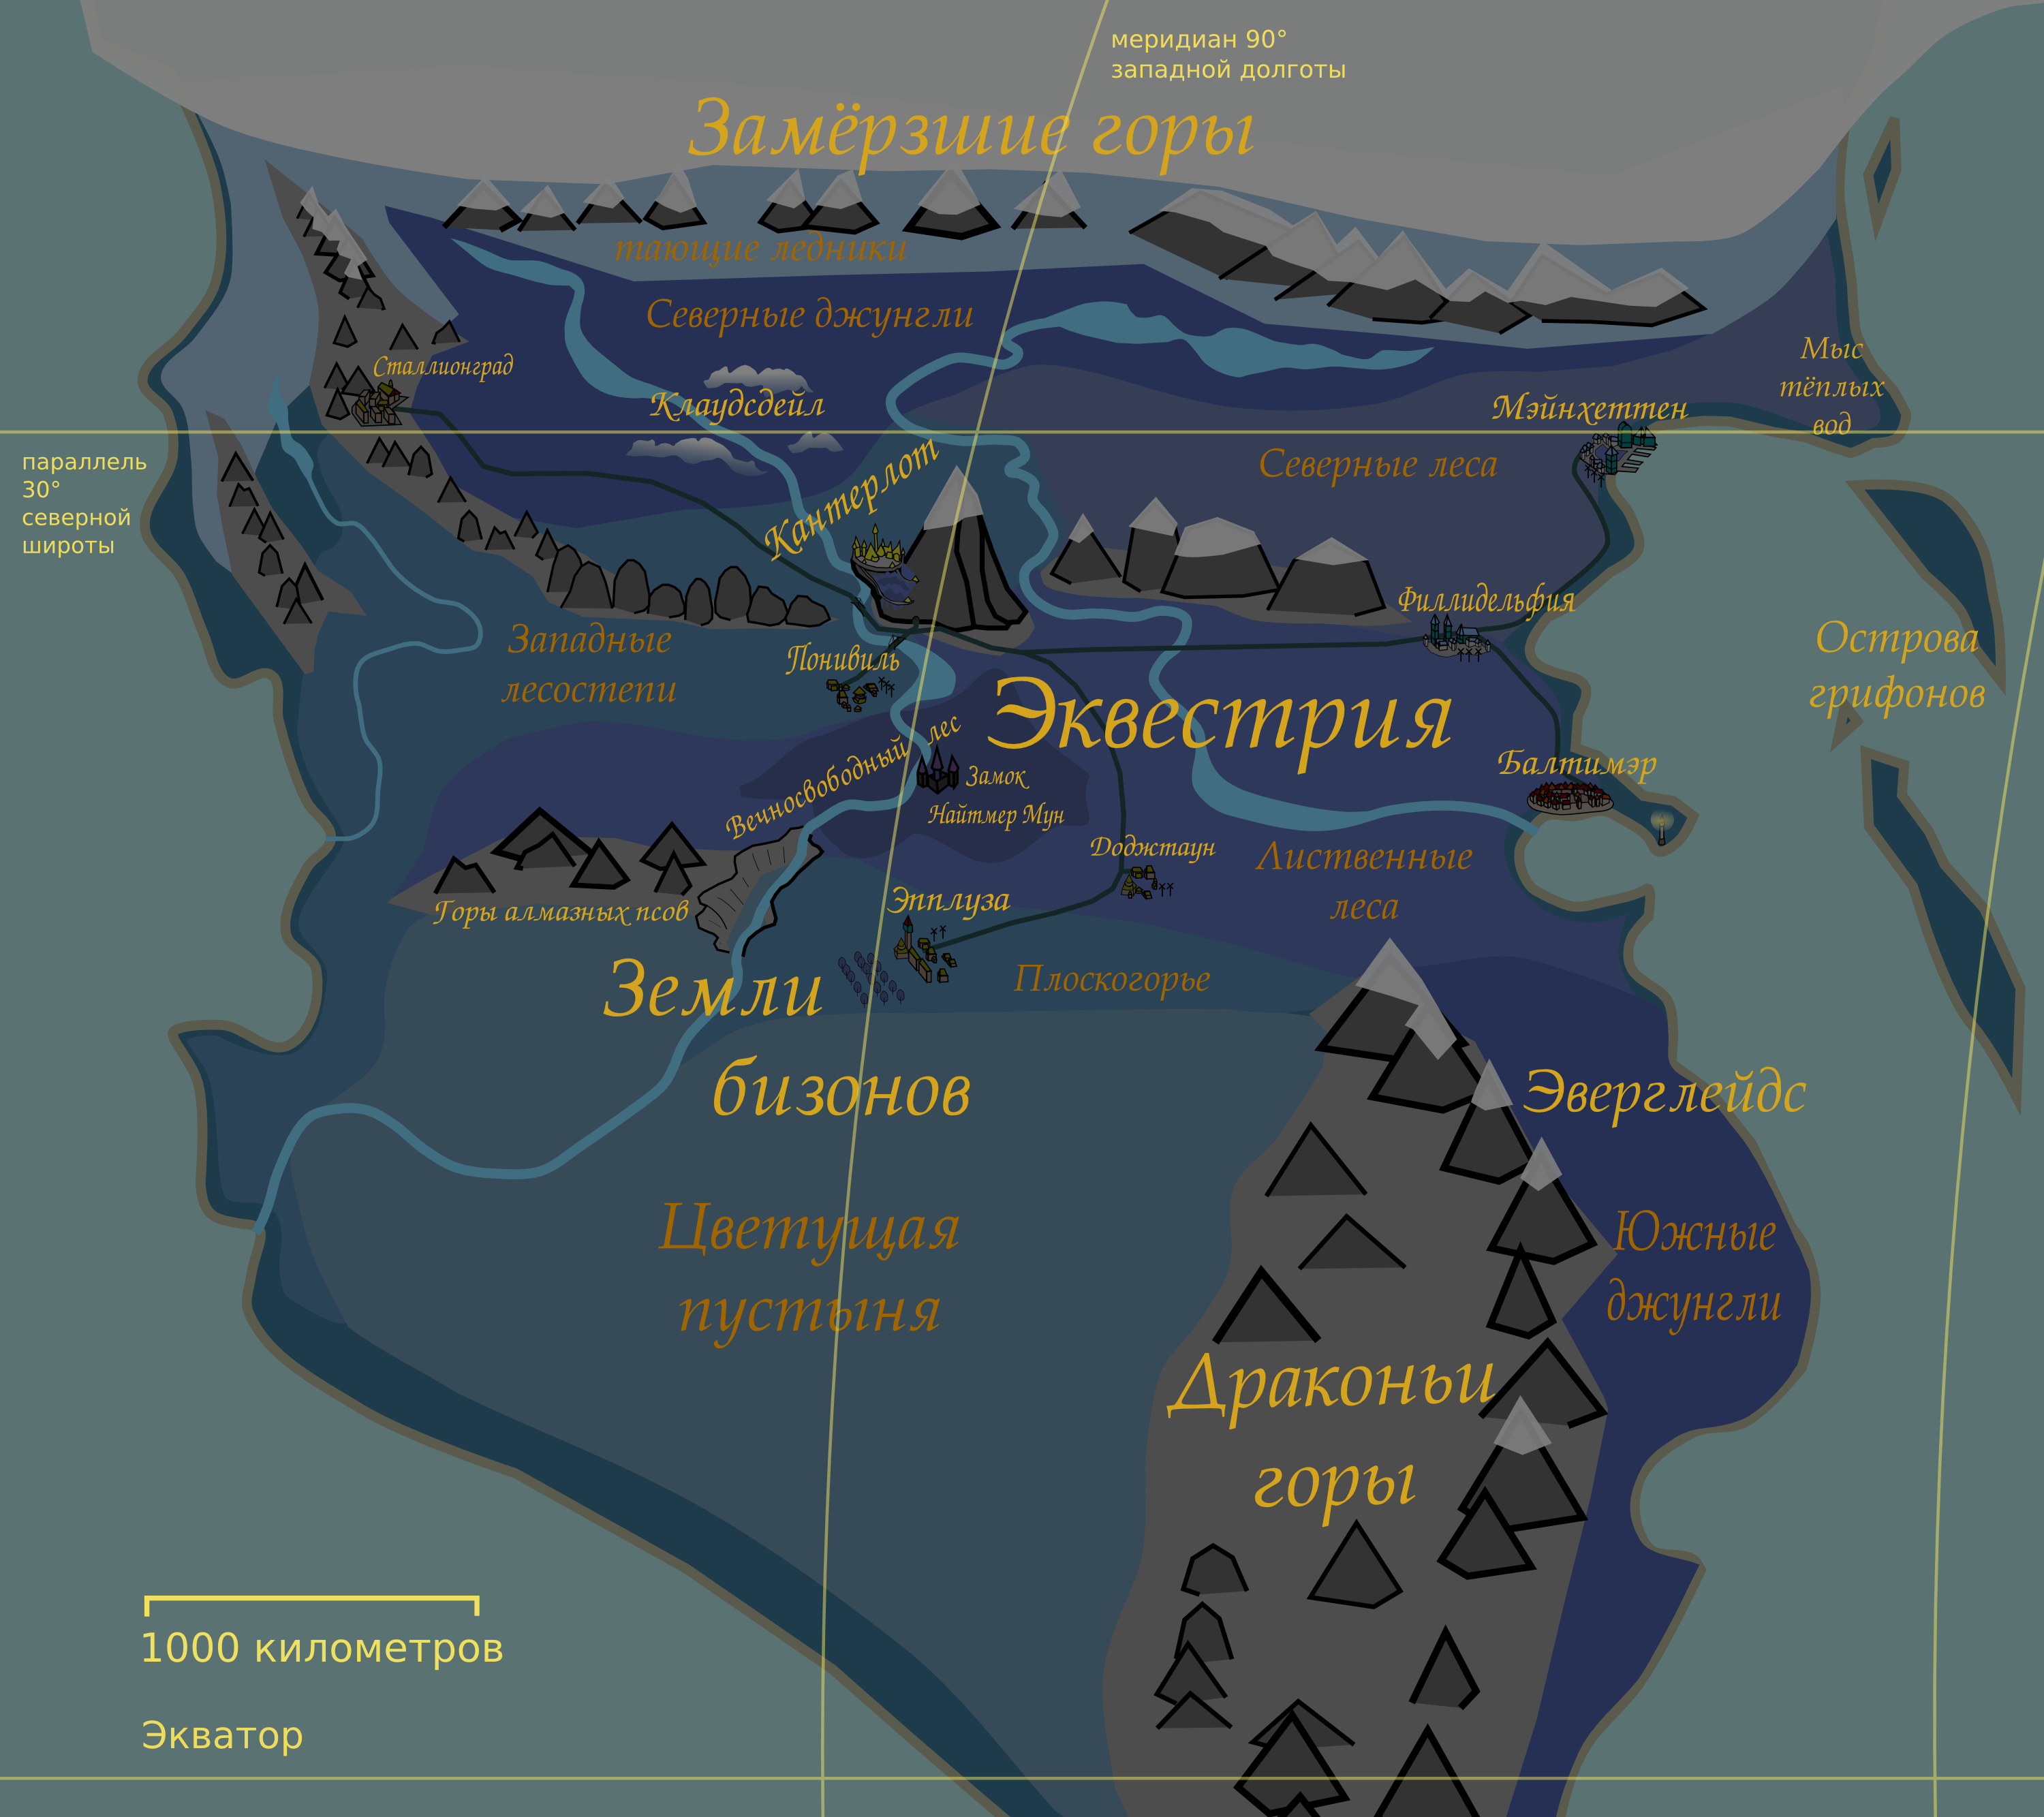 меридиан 90°
западной долготы
Замёрзшие горы
тающие ледники
Северные джунгли
Сталлионград
Клаудсдейл
Мэйнхеттен
Мыс
тёплых
вод
параллель
30°
северной
широты
Северные леса
Кантерлот
Филлидельфия
Западные
лесостепи
Понивиль
Острова
грифонов
Эквестрия
Вечносвободный лес
Замок
Найтмер Мун
Балтимэр
Доджтаун
Лиственные
леса
Горы алмазных псов
Эпплуза
Плоскогорье
Земли
бизонов
Эверглейдс
Цветущая
пустыня
Южные
джунгли
Драконьи
горы
1000 километров
Экватор